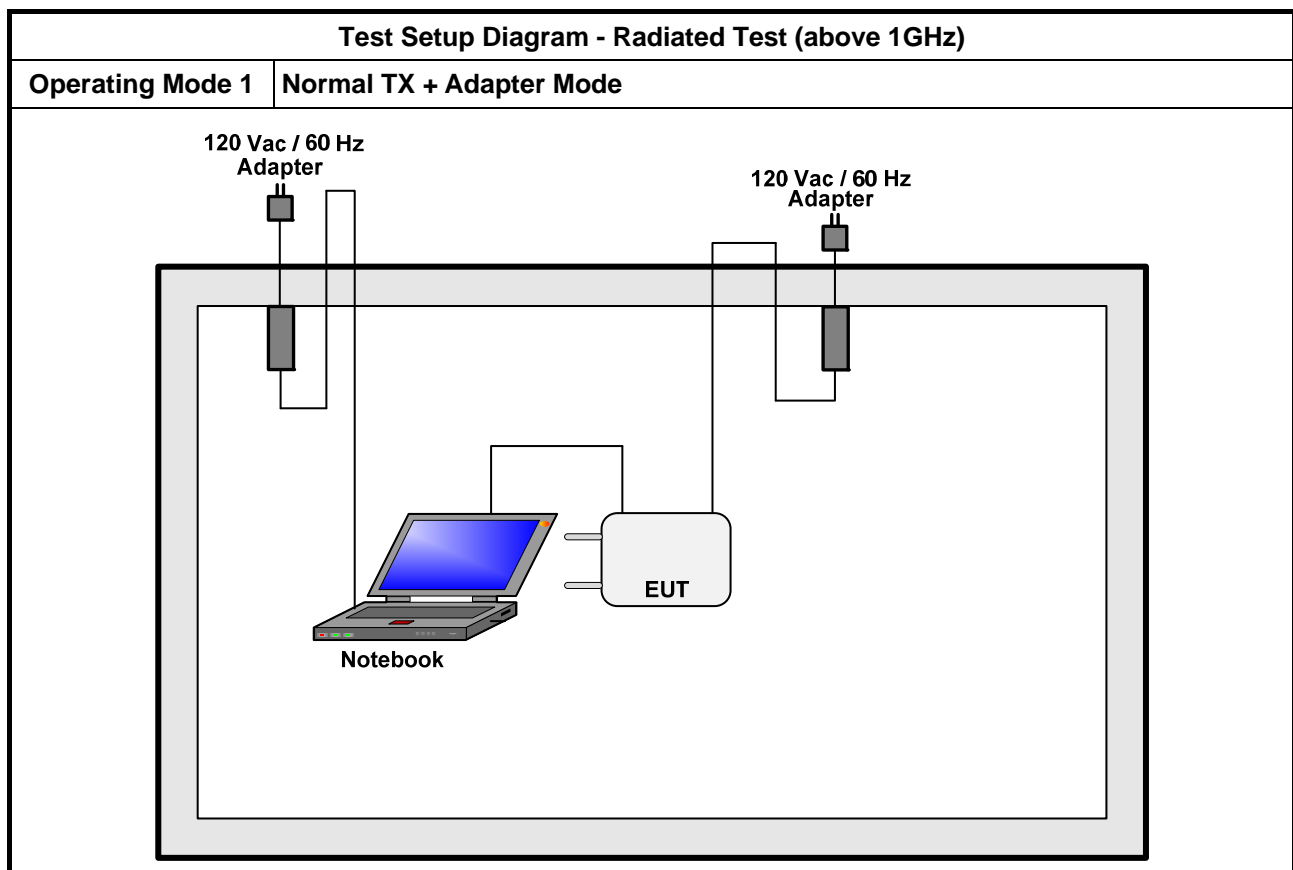 Test Setup Diagram - Radiated Test (above 1GHz)
Operating Mode 1
Normal TX + Adapter Mode
120 Vac / 60 Hz
Adapter
120 Vac / 60 Hz
Adapter
EUT
Notebook